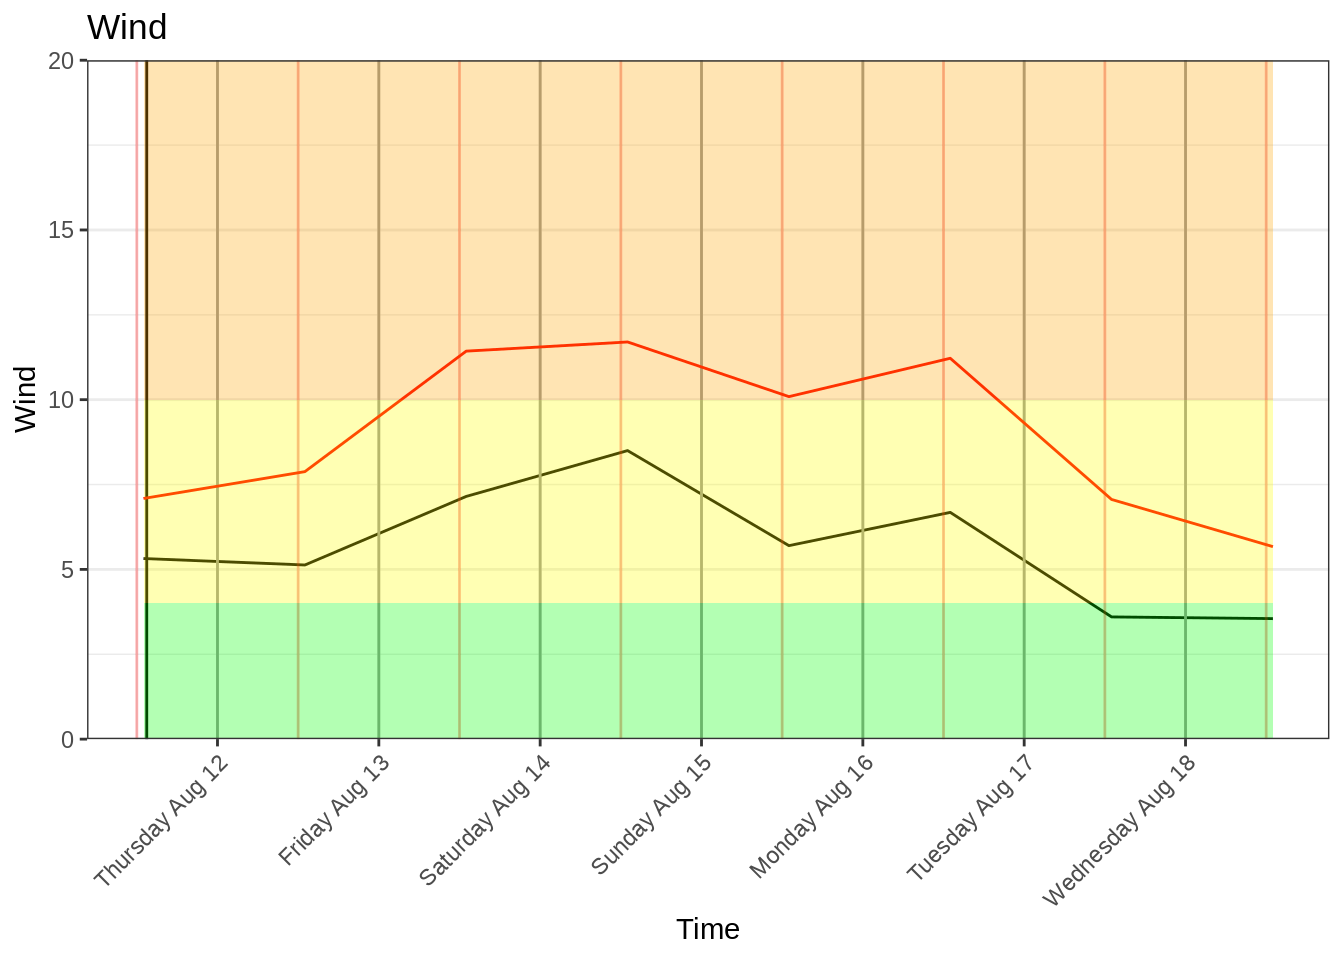 Wind
20
15
10
5
0
Wind
Thursday Aug 12
Friday Aug 13
Saturday Aug 14
Sunday Aug 15
Monday Aug 16
Tuesday Aug 17
Wednesday Aug 18
Time